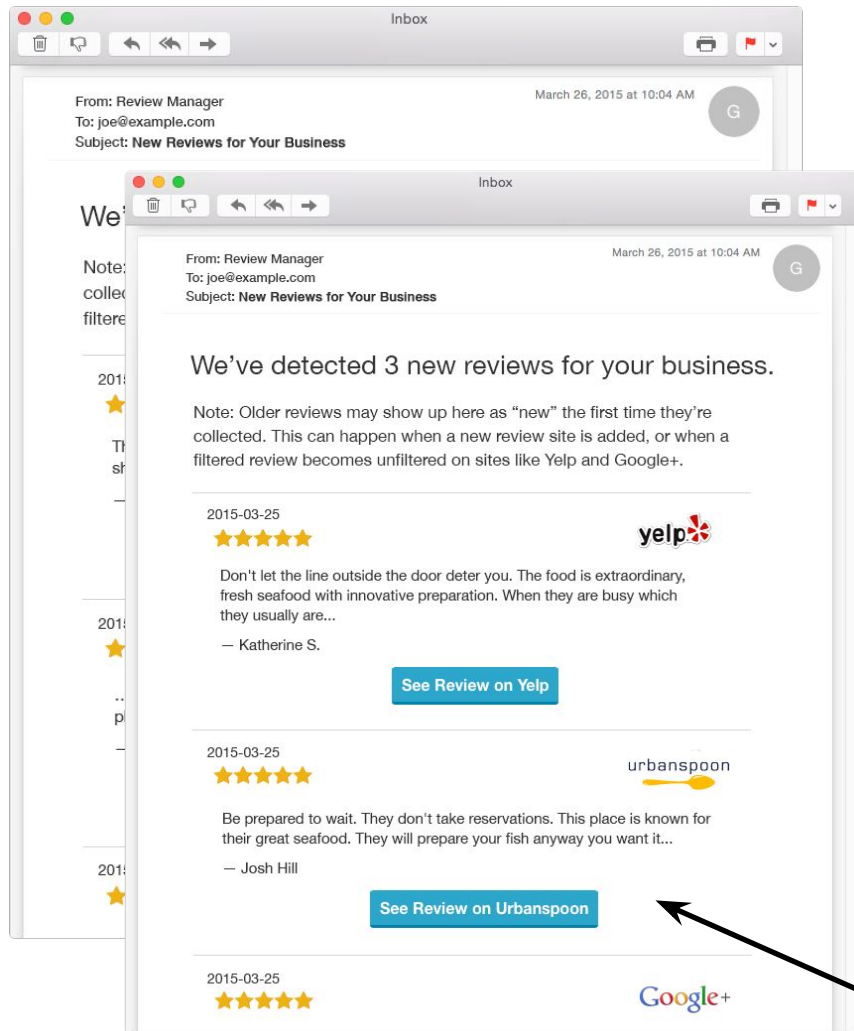 Inbox
From: Review Manager
To: joe@example.com
Subject: New Reviews for Your Business
March 26, 2015 at 10:04 AM
G
We'
Note:
2015
Inbox
From: Review Manager
To: joe@example.com
Subject: New Reviews for Your Business
March 26, 2015 at 10:04 AM
G
We've detected 3 new reviews for your business.
Note: Older reviews may show up here as “new” the first time they're
collected. This can happen when a new review site is added, or when a
filtered review becomes unfiltered on sites like Yelp and Google+.
2015-03-25
yelp
Don't let the line outside the door deter you. The food is extraordinary,
fresh seafood with innovative preparation. When they are busy which
they usually are...
— Katherine S.
See Review on Yelp
2015-03-25
urbanspoon
Be prepared to wait. They don't take reservations. This place is known for
their great seafood. They will prepare your fish anyway you want it...
— Josh Hill
See Review on Urbanspoon
2015-03-25
Google+